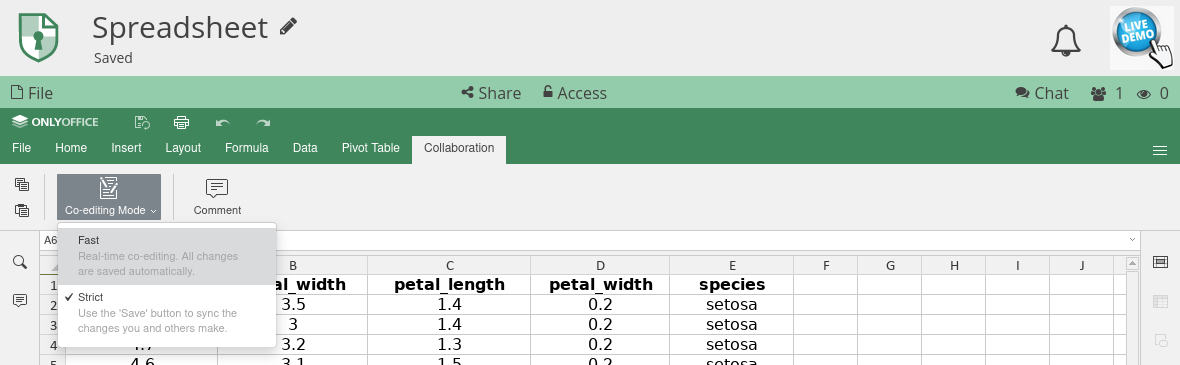 Spreadsheet
Saved
LIVE DEMO
File Share Access Chat 1 0
ONLYOFFICE
File Home Insert Layout Formula Data Pivot Table Collaboration
Co-editing Mode Comment
Fast
Real-time co-editing. All changes
are saved automatically.
Strict
Use the 'Save' button to sync the
changes you and others make.
A6
B C D E F G H I J
1 al_width petal_length petal_width species
2 3.5 1.4 0.2 setosa
3 3 1.4 0.2 setosa
4 4.7 3.2 1.3 0.2 setosa
5 4.6 3.1 1.5 0.2 setosa